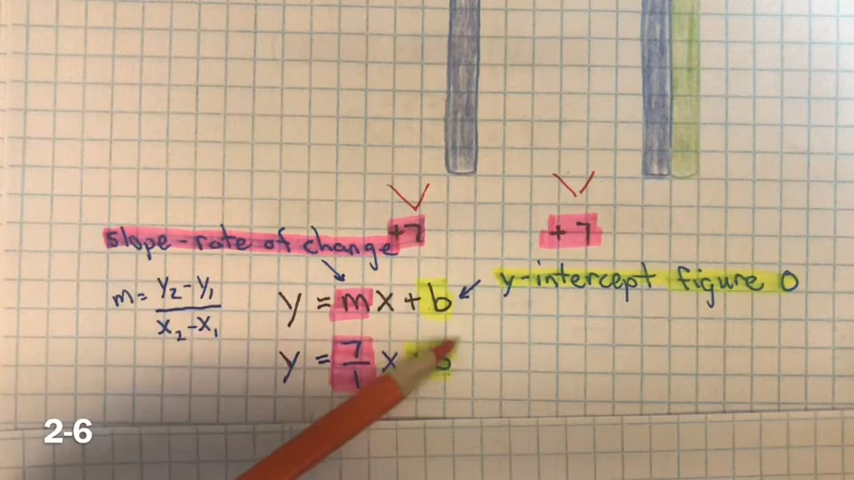 +7
+7
slope-rate of change
y-intercept figure 0
m = y₂-y₁ / x₂-x₁
y = mx + b
y = 7/1 x
2-6